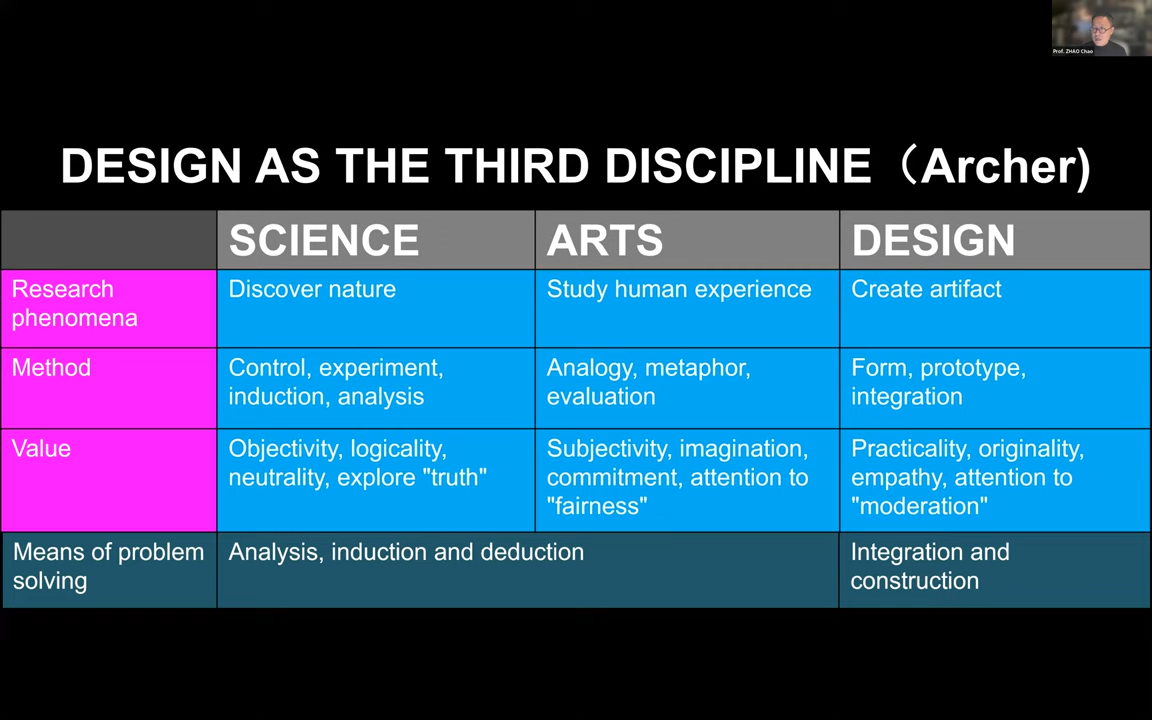 Prof. ZHAO Chao
DESIGN AS THE THIRD DISCIPLINE（Archer)
SCIENCE
ARTS
DESIGN
Research
phenomena
Discover nature
Study human experience
Create artifact
Method
Control, experiment,
induction, analysis
Analogy, metaphor,
evaluation
Form, prototype,
integration
Value
Objectivity, logicality,
neutrality, explore "truth"
Subjectivity, imagination,
commitment, attention to
"fairness"
Practicality, originality,
empathy, attention to
"moderation"
Means of problem
solving
Analysis, induction and deduction
Integration and
construction